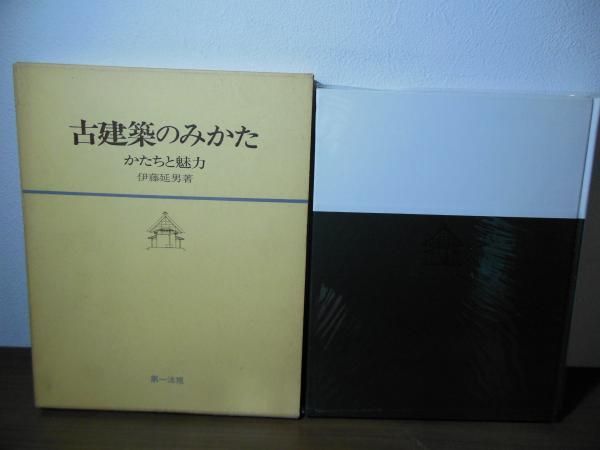 古建築のみかた
かたちと魅力
伊藤延男著
第一法規